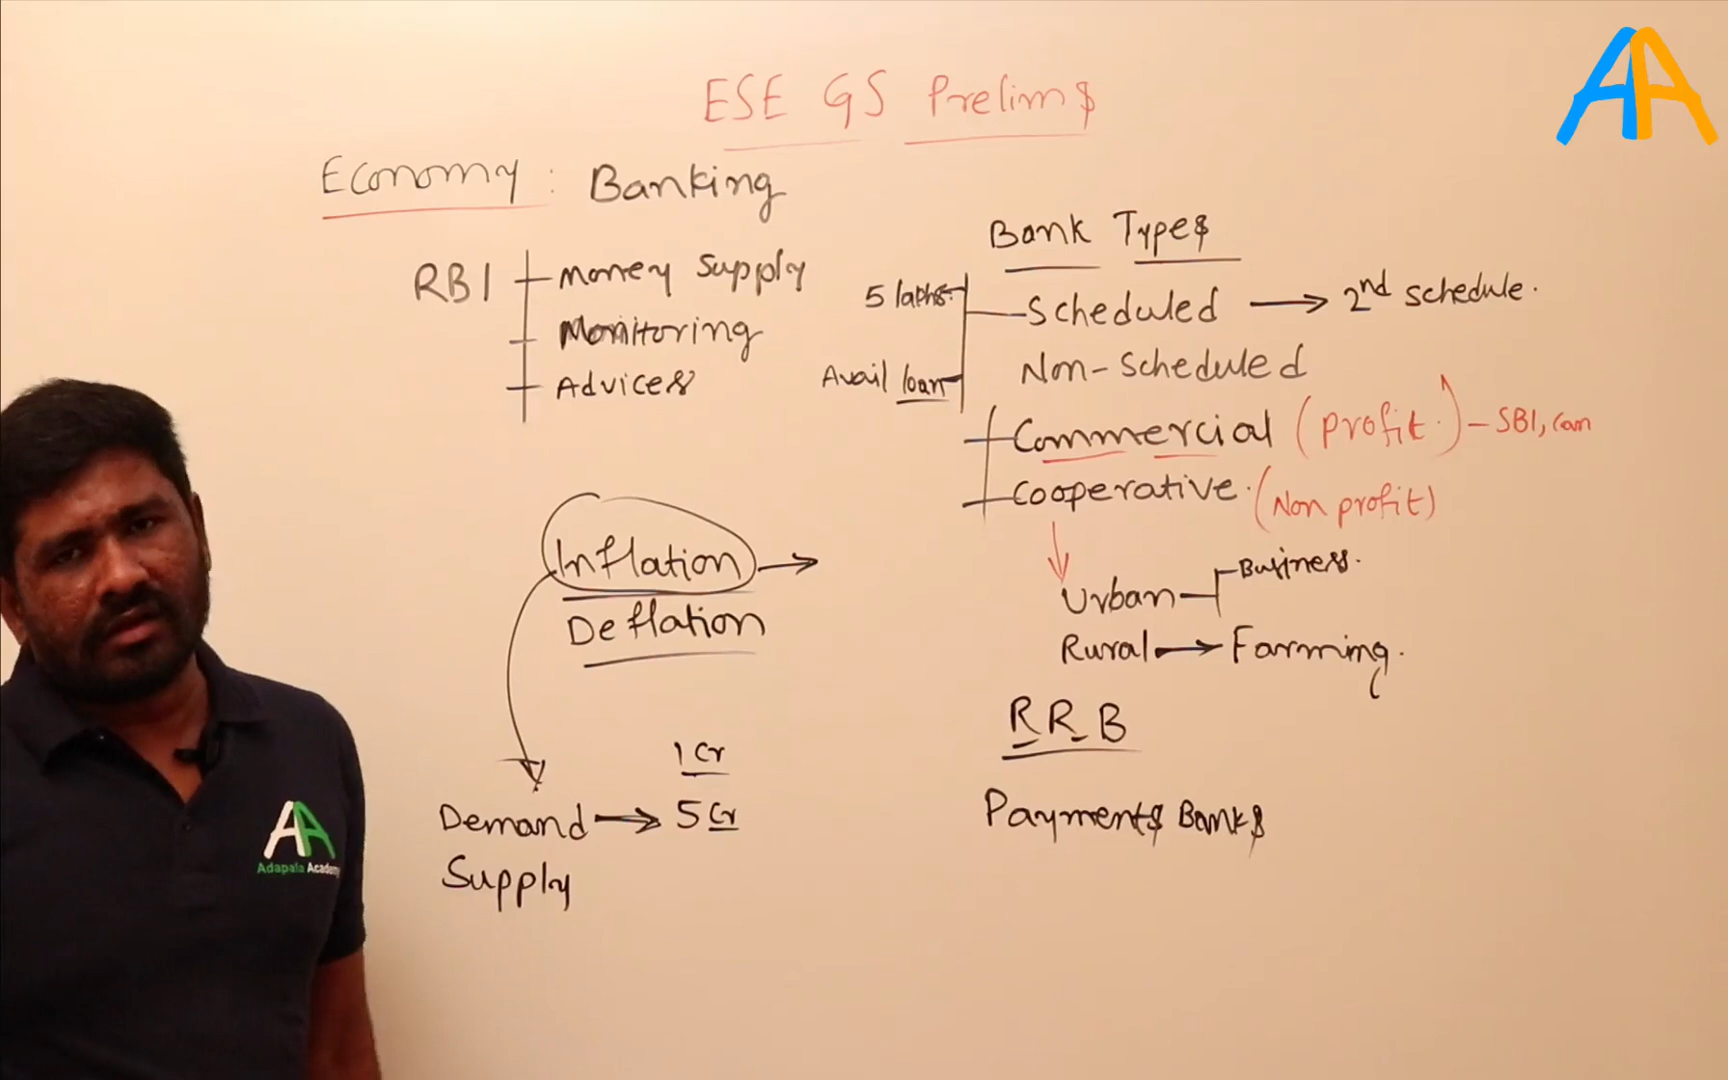 ESE GS Prelims
Economy : Banking
RBI
Money supply
Monitoring
Advices
Inflation
Deflation
1 Cr
Demand → 5 Cr
Supply
Bank Types
5 lakhs
Scheduled → 2nd schedule.
Avail loan
Non-Scheduled
Commercial (Profit.) - SBI, Can
Cooperative. (Non profit)
Urban
Business.
Rural → Farming.
RRB
Payments Banks
AA
AA
Adapala Academy